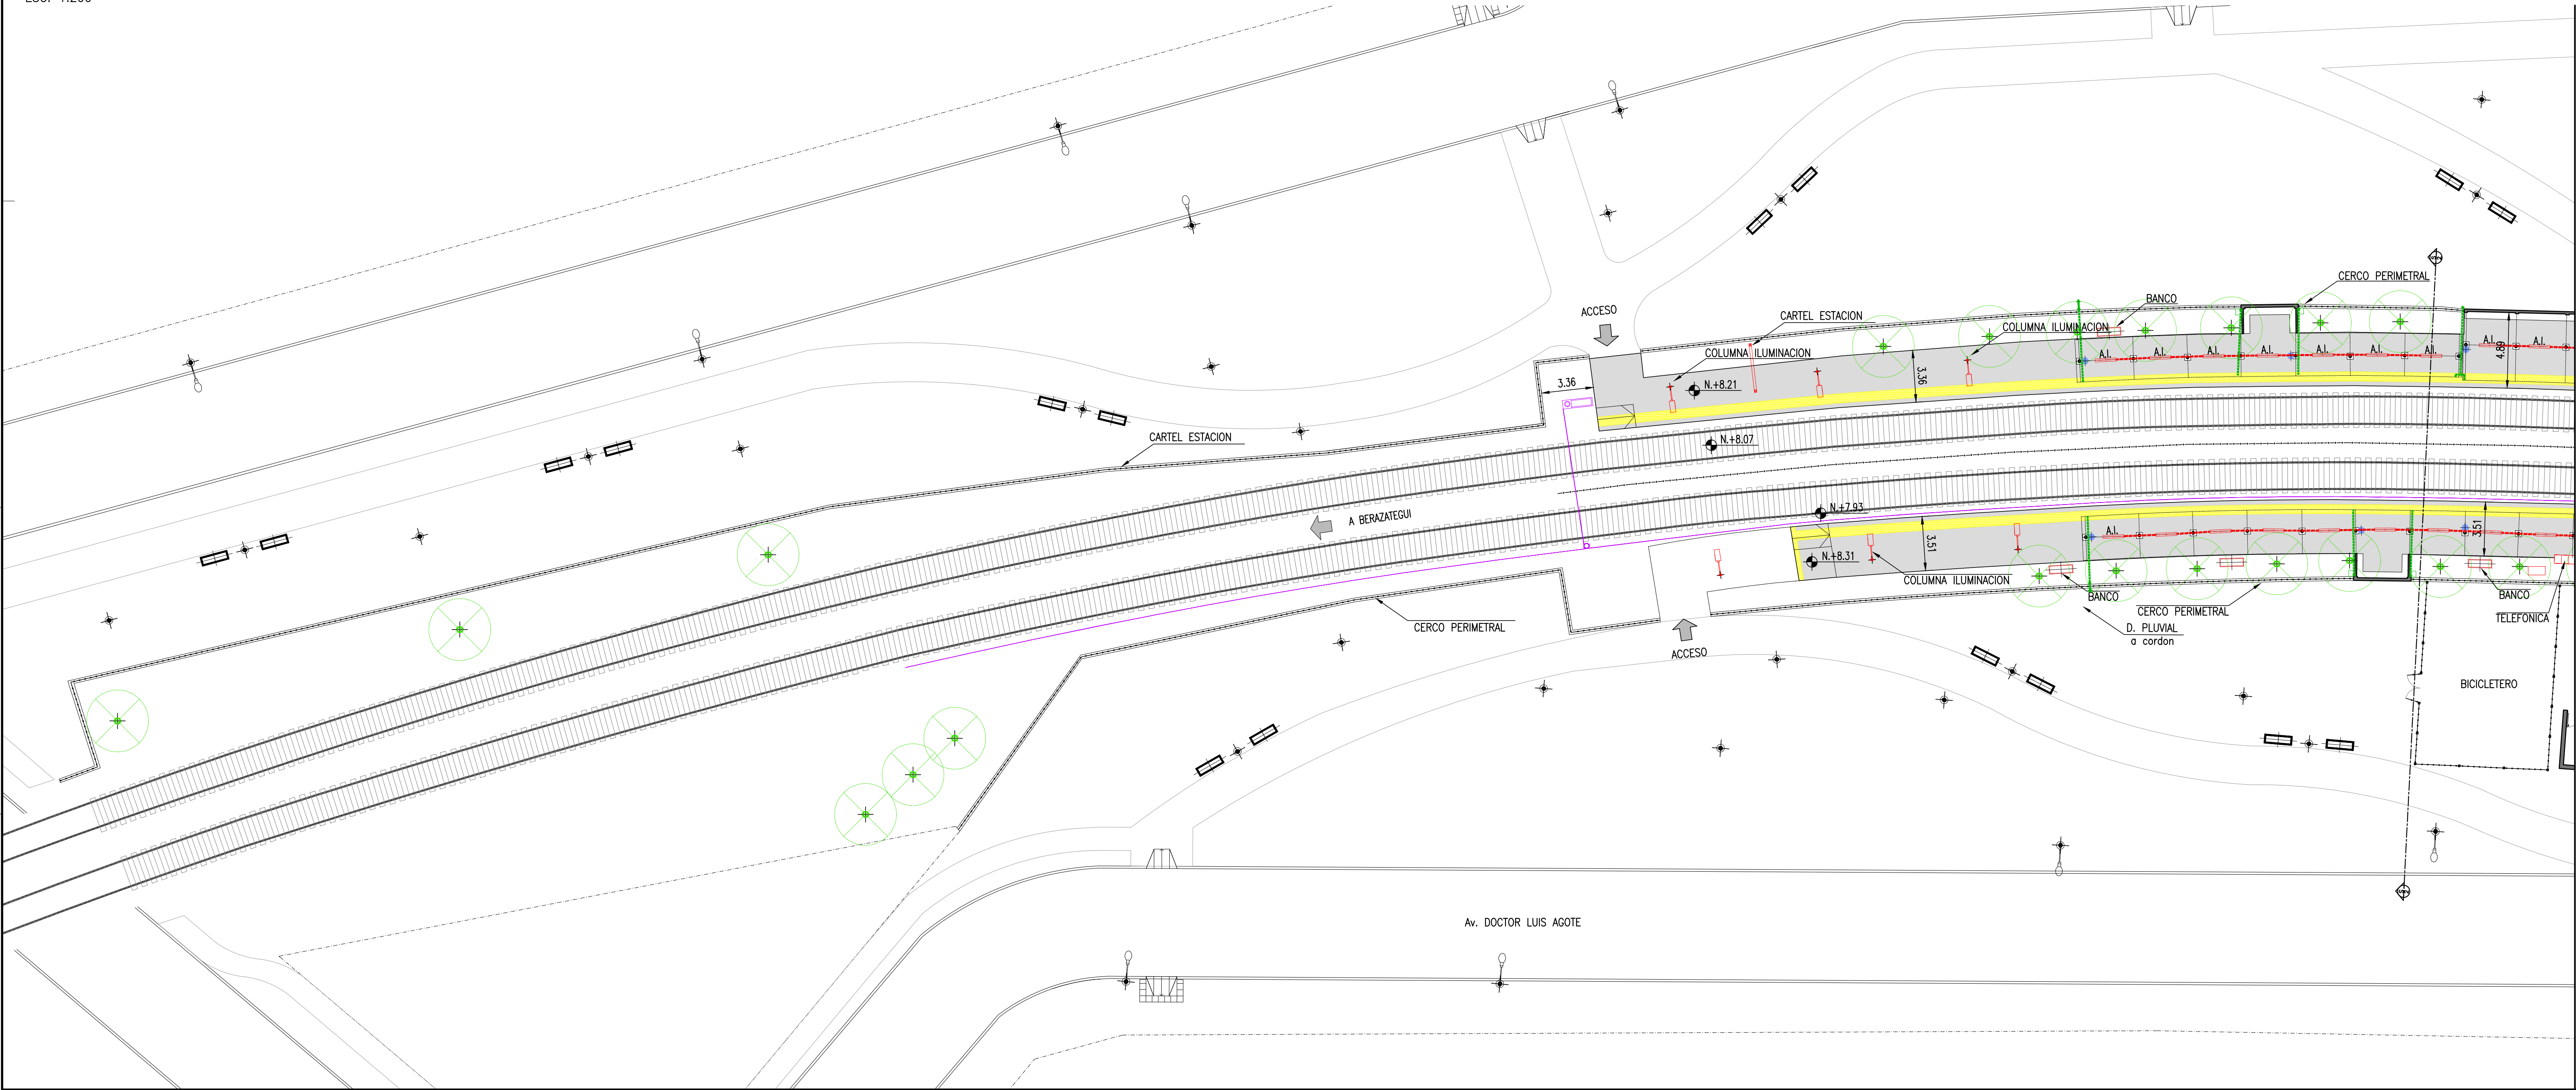 CERCO PERIMETRAL
BANCO
ACCESO
CARTEL ESTACION
COLUMNA ILUMINACION
COLUMNA ILUMINACION
A.I.
A.I.
A.I.
A.I.
A.I.
A.I.
A.I.
A.I.
A.I.
4.89
3.36
N.+8.21
3.36
CARTEL ESTACION
N.+8.07
A BERAZATEGUI
N.+7.93
3.51
A.I.
3.51
N.+8.31
COLUMNA ILUMINACION
BANCO
CERCO PERIMETRAL
BANCO
TELEFONICA
CERCO PERIMETRAL
D. PLUVIAL
a cordon
ACCESO
BICICLETERO
Av. DOCTOR LUIS AGOTE